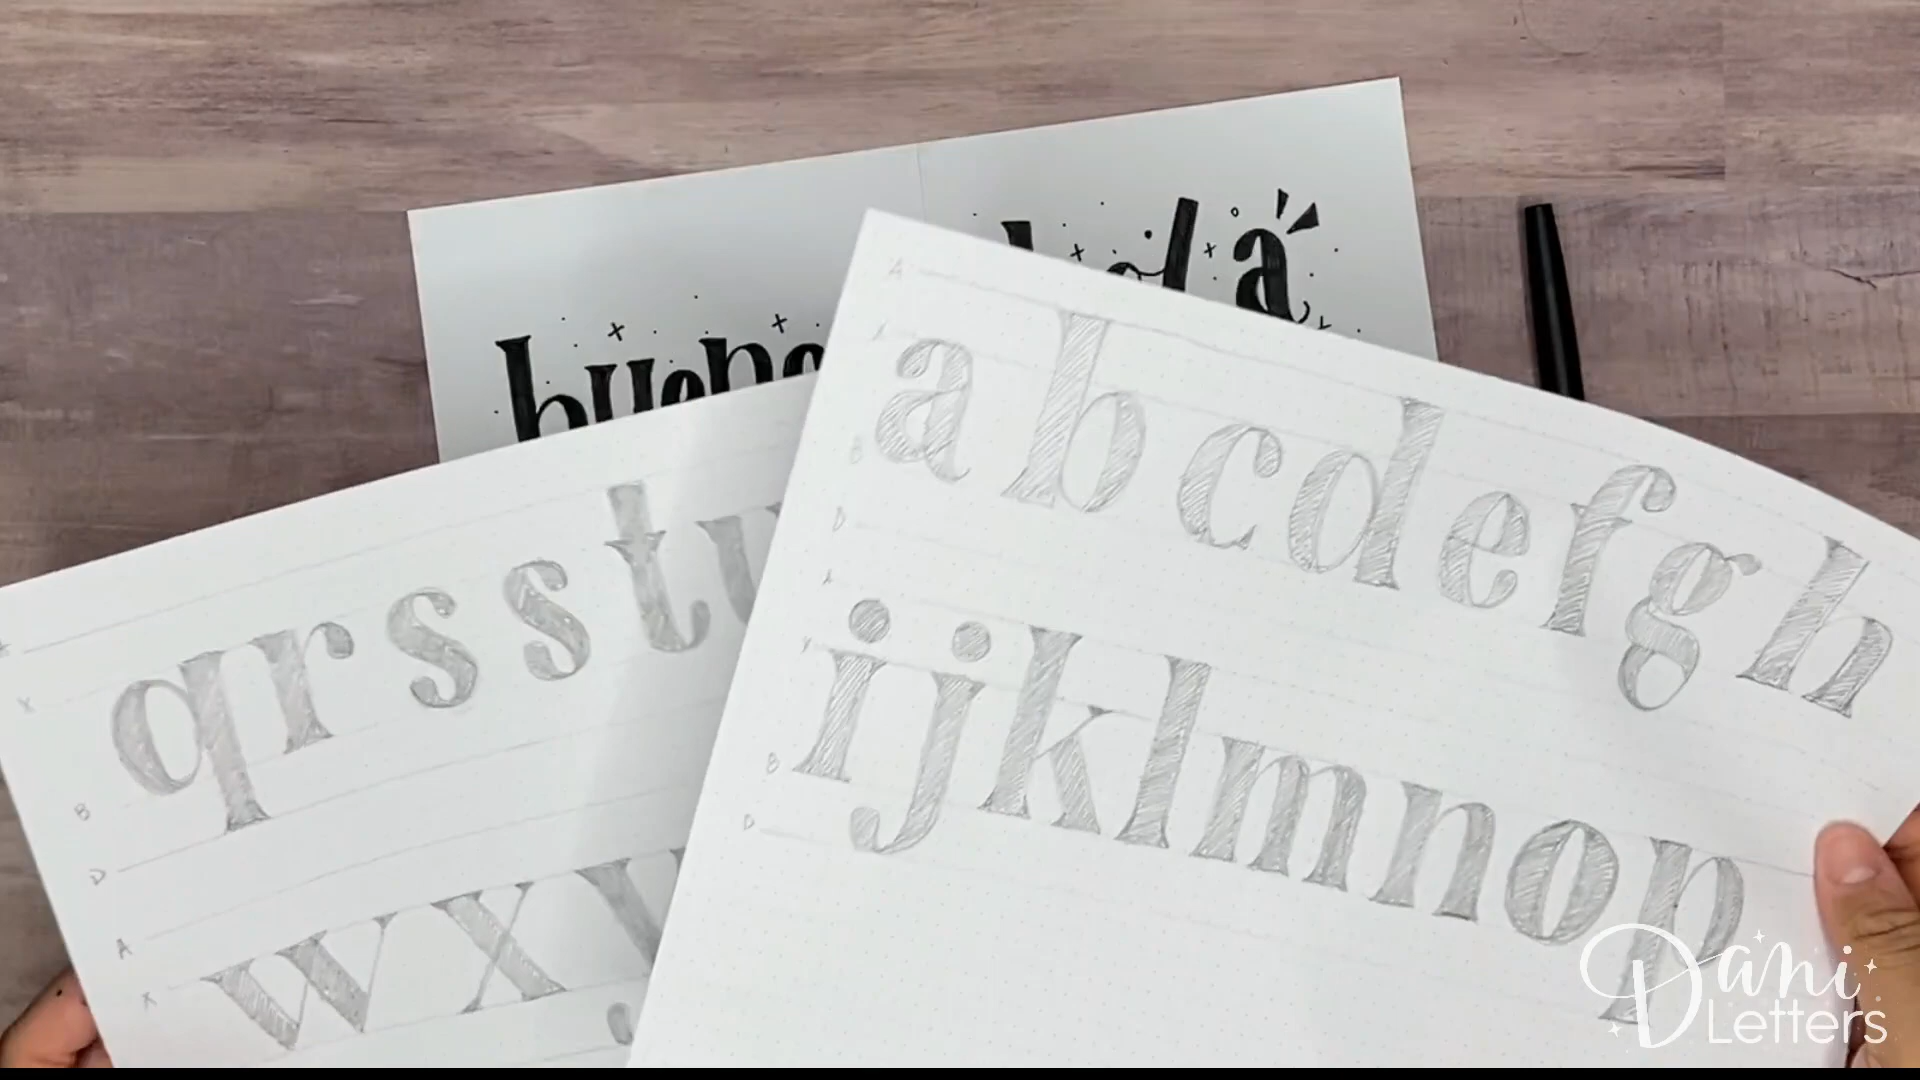 A
x
a b c d e f g h
B
D
A
x
i j k l m n o p
B
D
x
q r s s t u
B
D
A
x
w x y
Dani
Letters